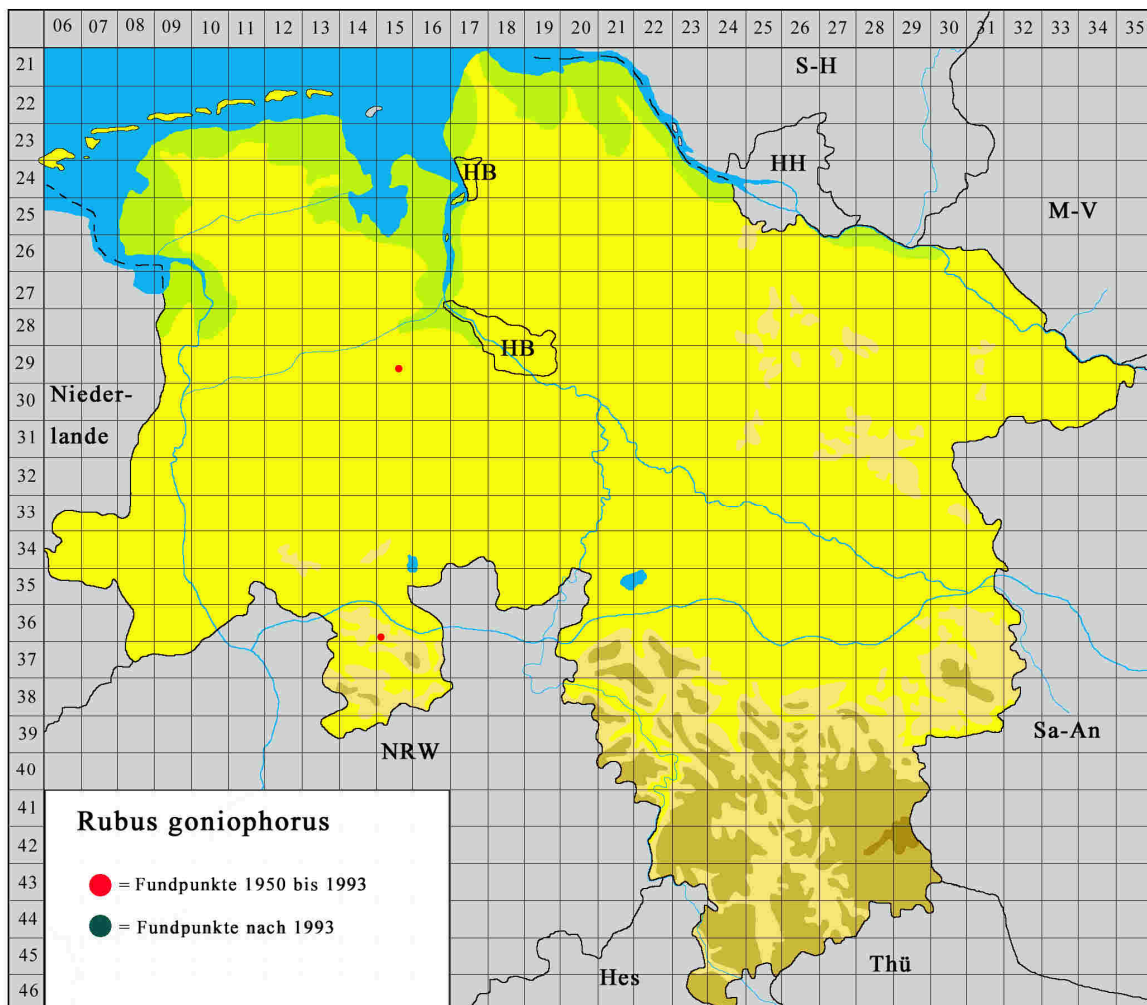 06 07 08 09 10 11 12 13 14 15 16 17 18 19 20 21 22 23 24 25 26 27 28 29 30 31 32 33 34 35
21
22
23
24
25
26
27
28
29
30
31
32
33
34
35
36
37
38
39
40
41
42
43
44
45
46
S-H
HH
HB
M-V
HB
Nieder-
lande
NRW
Sa-An
Hes
Thü
Rubus goniophorus
= Fundpunkte 1950 bis 1993
= Fundpunkte nach 1993